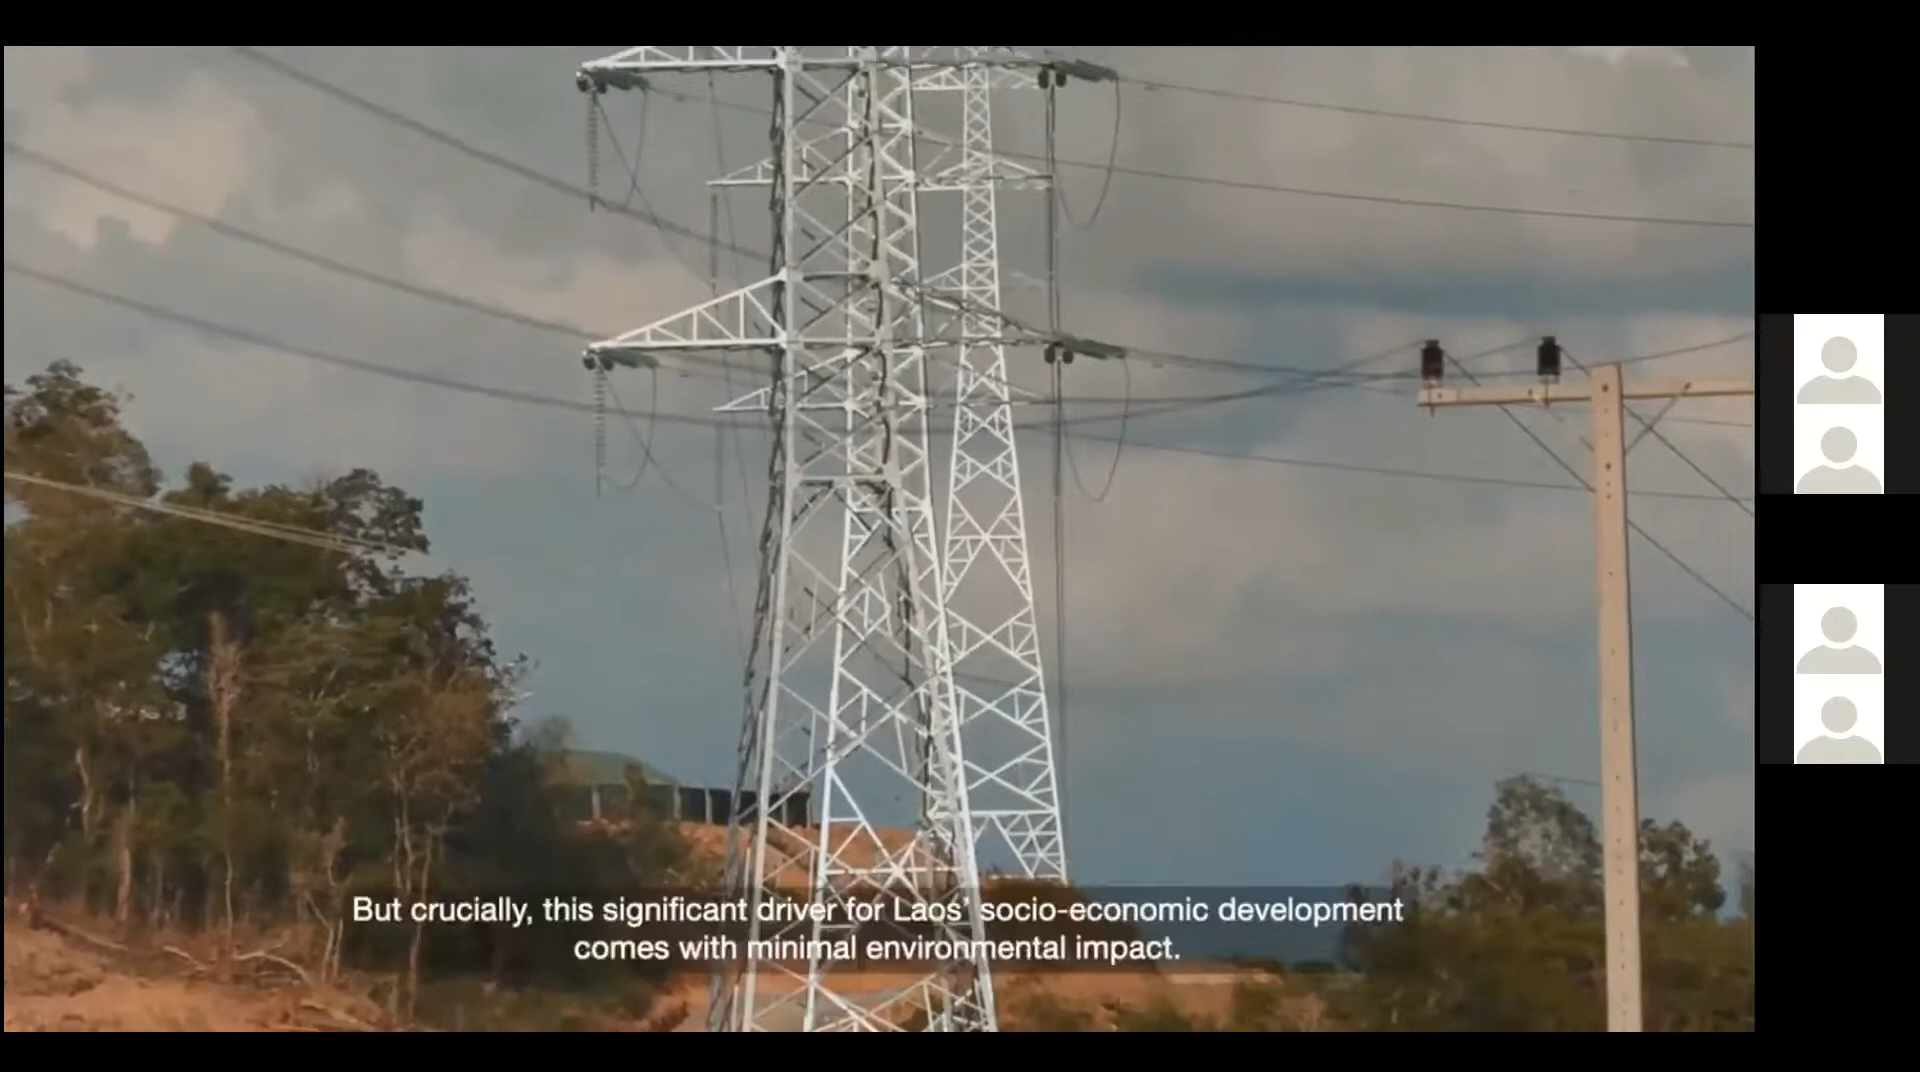 But crucially, this significant driver for Laos' socio-economic development
comes with minimal environmental impact.